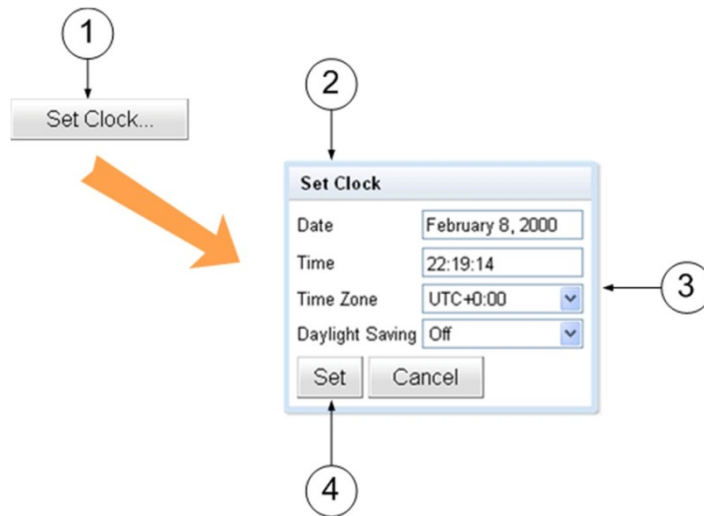 1
Set Clock...
2
Set Clock
Date February 8, 2000
Time 22:19:14
Time Zone UTC+0:00
3
Daylight Saving Off
Set Cancel
4